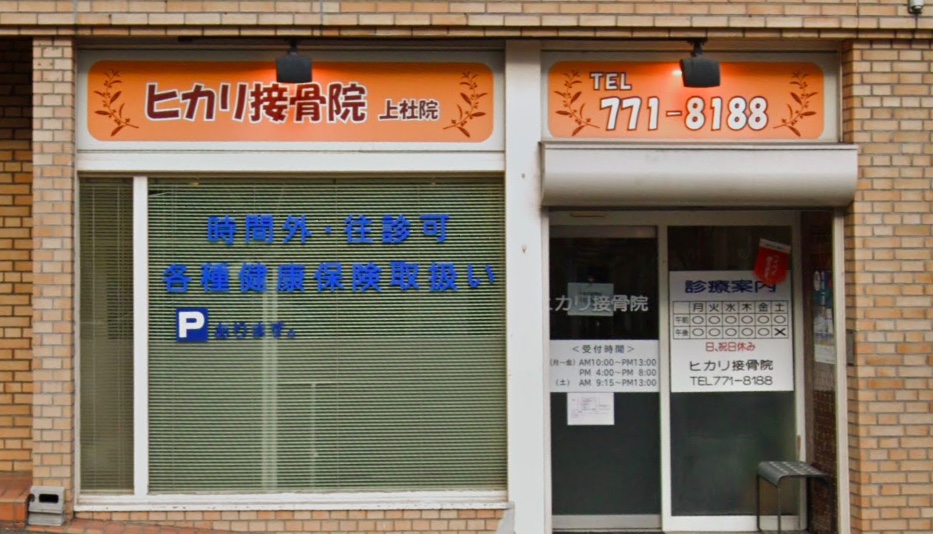 ヒカリ接骨院 上社院
TEL
771-8188
時間外・往診可
各種健康保険取扱い
P おります。
ヒカリ接骨院
<受付時間>
(月〜金) AM10:00〜PM13:00
PM 4:00〜PM 8:00
(土) AM 9:15〜PM13:00
診療案内
月火水木金土
午前 ○○○○○○
午後 ○○○○○×
日、祝日休み
ヒカリ接骨院
TEL771-8188